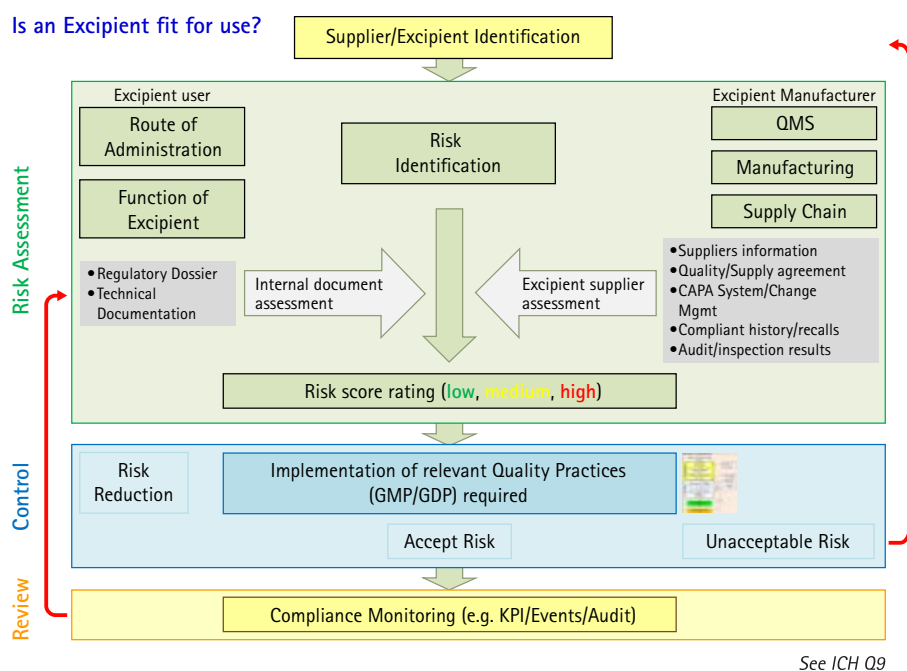 Is an Excipient fit for use?
Supplier/Excipient Identification
Risk Assessment
Excipient user
Route of
Administration
Function of
Excipient
Risk
Identification
Excipient Manufacturer
QMS
Manufacturing
Supply Chain
•Regulatory Dossier
•Technical
Documentation
Internal document
assessment
Excipient supplier
assessment
•Suppliers information
•Quality/Supply agreement
•CAPA System/Change
Mgmt
•Compliant history/recalls
•Audit/inspection results
Risk score rating (low, medium, high)
Control
Risk
Reduction
Implementation of relevant Quality Practices
(GMP/GDP) required
Accept Risk
Unacceptable Risk
Review
Compliance Monitoring (e.g. KPI/Events/Audit)
See ICH Q9